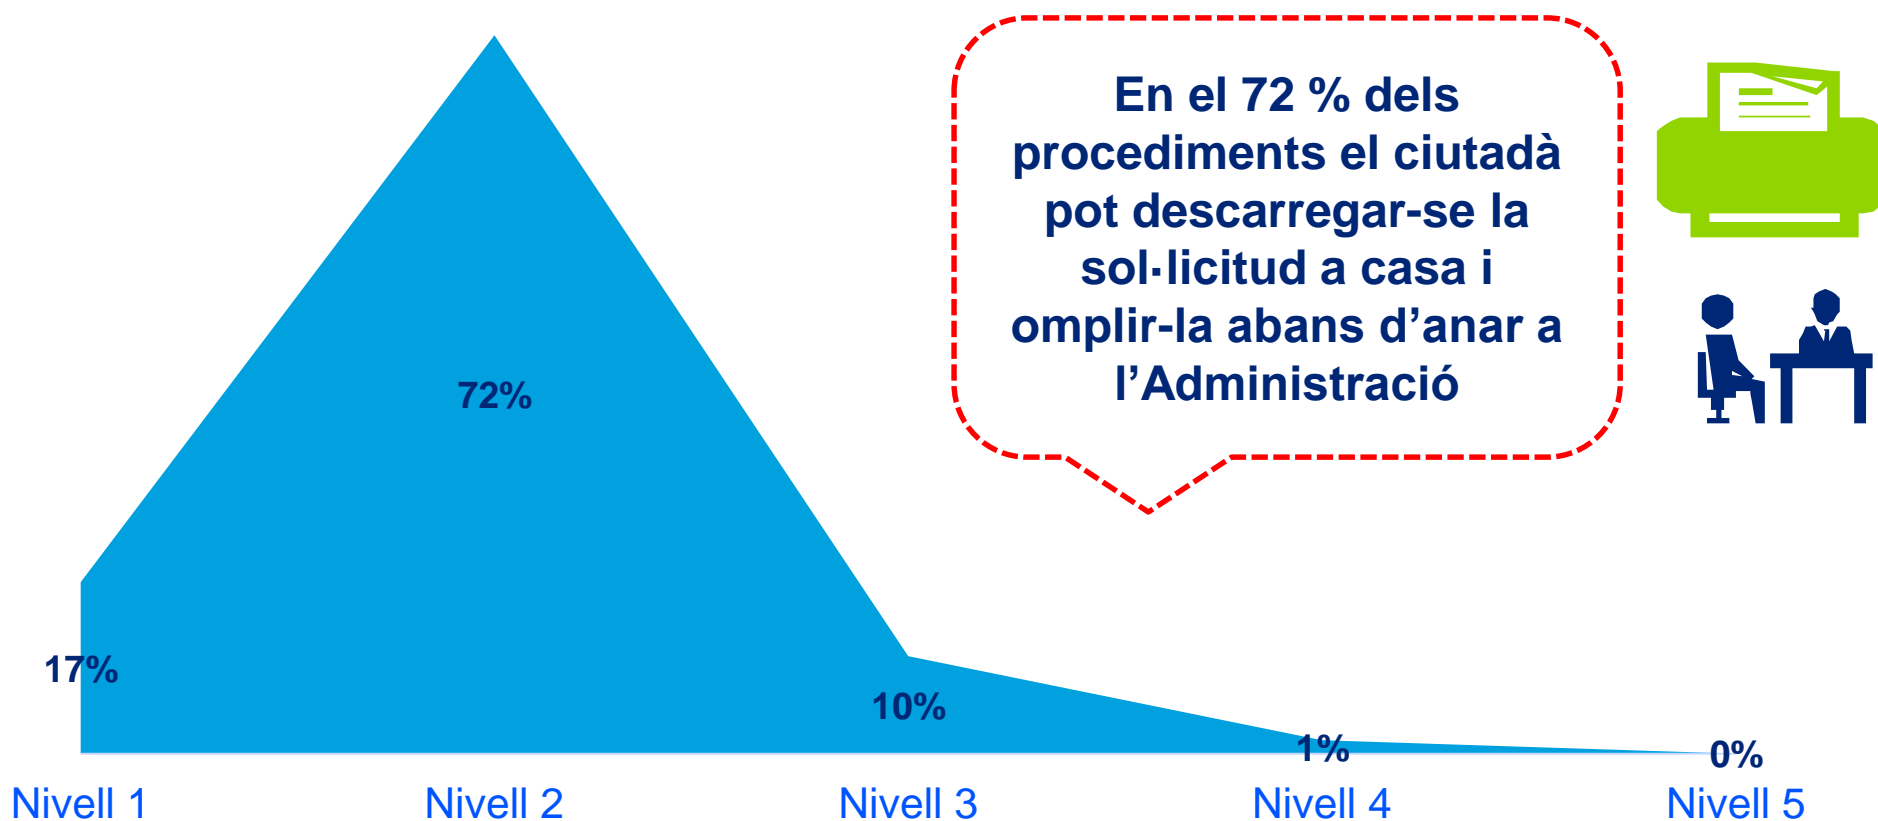 En el 72 % dels
procediments el ciutadà
pot descarregar-se la
sol·licitud a casa i
omplir-la abans d’anar a
l’Administració
72%
17%
10%
1%
0%
Nivell 1
Nivell 2
Nivell 3
Nivell 4
Nivell 5